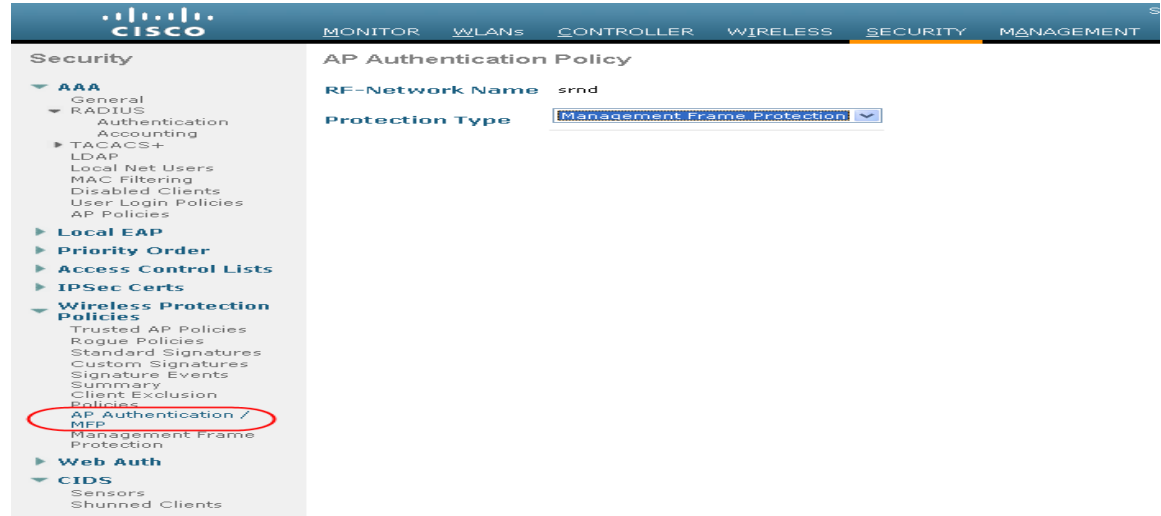 S
CISCO
MONITOR WLANs CONTROLLER WIRELESS SECURITY MANAGEMENT
Security
AAA
General
RADIUS
Authentication
Accounting
TACACS+
LDAP
Local Net Users
MAC Filtering
Disabled Clients
User Login Policies
AP Policies
Local EAP
Priority Order
Access Control Lists
IPSec Certs
Wireless Protection
Policies
Trusted AP Policies
Rogue Policies
Standard Signatures
Custom Signatures
Signature Events
Summary
Client Exclusion
Policies
AP Authentication /
MFP
Management Frame
Protection
Web Auth
CIDS
Sensors
Shunned Clients
AP Authentication Policy
RF-Network Name srnd
Protection Type Management Frame Protection